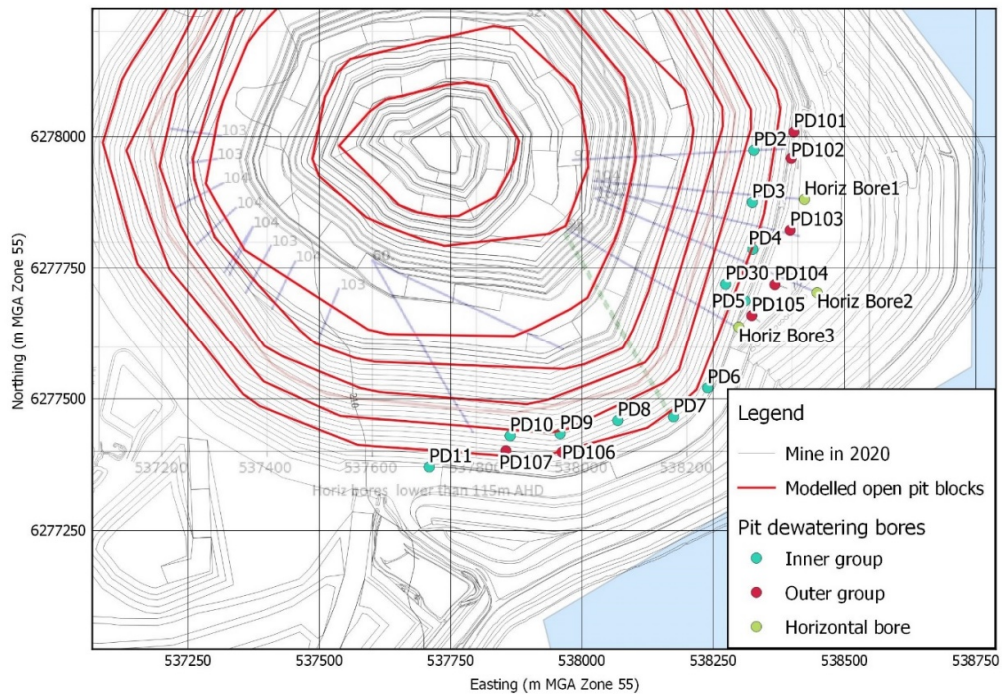 6278000
6277750
6277500
6277250
Northing (m MGA Zone 55)
PD101
PD2
PD102
PD3
Horiz Bore1
PD103
PD4
PD30
PD104
PD5
PD105
Horiz Bore2
Horiz Bore3
PD6
PD7
PD8
PD9
PD10
PD106
PD107
PD11
103
103
104
104
104
103
104
103
60
537200
537400
537600
537800
538000
538200
Horiz bores lower than 115m AHD
Legend
Mine in 2020
Modelled open pit blocks
Pit dewatering bores
Inner group
Outer group
Horizontal bore
537250
537500
537750
538000
538250
538500
538750
Easting (m MGA Zone 55)